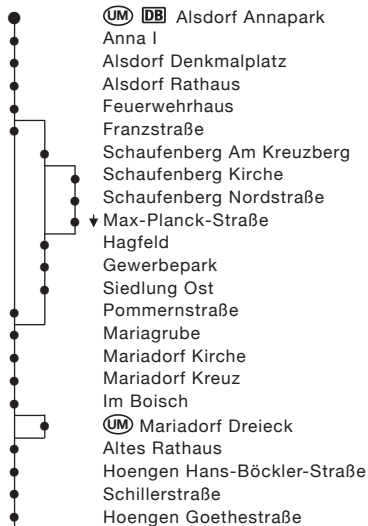 UM DB Alsdorf Annapark
Anna I
Alsdorf Denkmalplatz
Alsdorf Rathaus
Feuerwehrhaus
Franzstraße
Schaufenberg Am Kreuzberg
Schaufenberg Kirche
Schaufenberg Nordstraße
Max-Planck-Straße
Hagfeld
Gewerbepark
Siedlung Ost
Pommernstraße
Mariagrube
Mariadorf Kirche
Mariadorf Kreuz
Im Boisch
UM Mariadorf Dreieck
Altes Rathaus
Hoengen Hans-Böckler-Straße
Schillerstraße
Hoengen Goethestraße